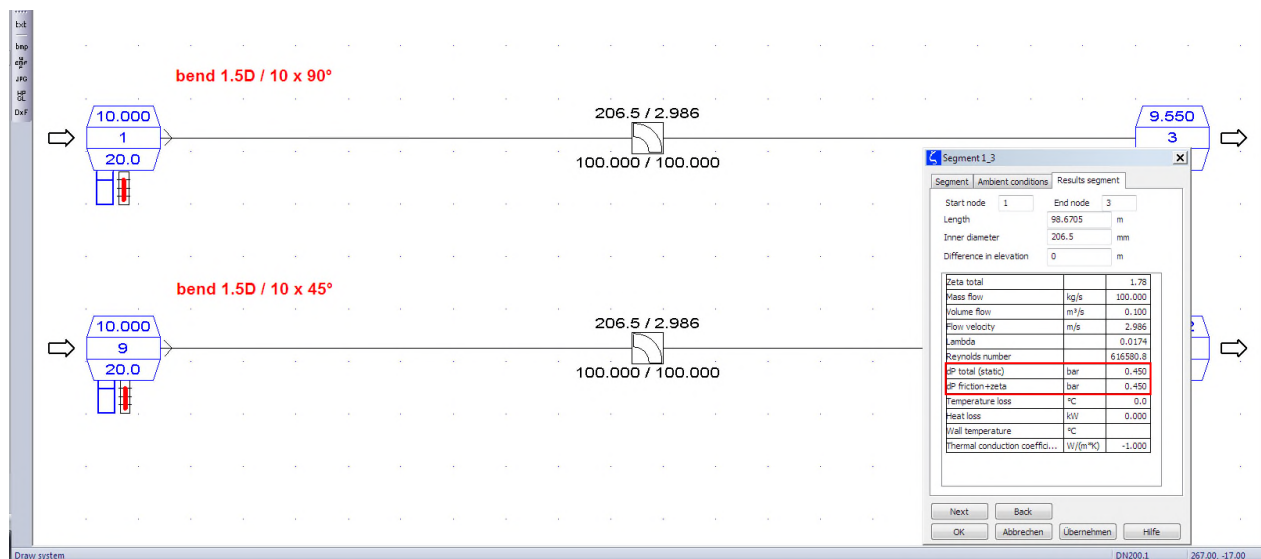 txt
bmp
emf
JPG
HP
GL
DxF
bend 1.5D / 10 x 90°
10.000
1
20.0
206.5 / 2.986
100.000 / 100.000
9.550
3
bend 1.5D / 10 x 45°
10.000
9
20.0
206.5 / 2.986
100.000 / 100.000
2
Segment 1_3
x
Segment Ambient conditions Results segment
Start node 1 End node 3
Length 98.6705 m
Inner diameter 206.5 mm
Difference in elevation 0 m
Zeta total 1.78
Mass flow kg/s 100.000
Volume flow m³/s 0.100
Flow velocity m/s 2.986
Lambda 0.0174
Reynolds number 616580.8
dP total (static) bar 0.450
dP friction+zeta bar 0.450
Temperature loss °C 0.0
Heat loss kW 0.000
Wall temperature °C
Thermal conduction coeffici... W/(m*K) -1.000
Next Back
OK Abbrechen Übernehmen Hilfe
Draw system DN200.1 267.00, -17.00